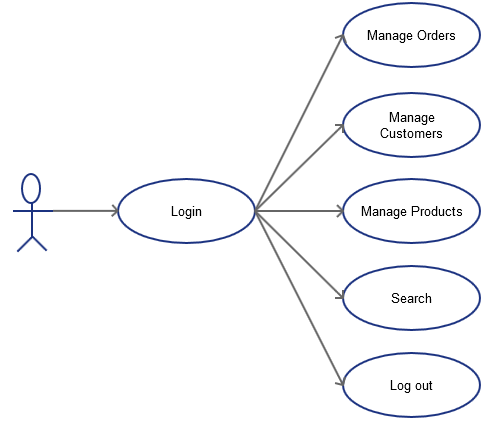 Manage Orders
Manage
Customers
Login
Manage Products
Search
Log out